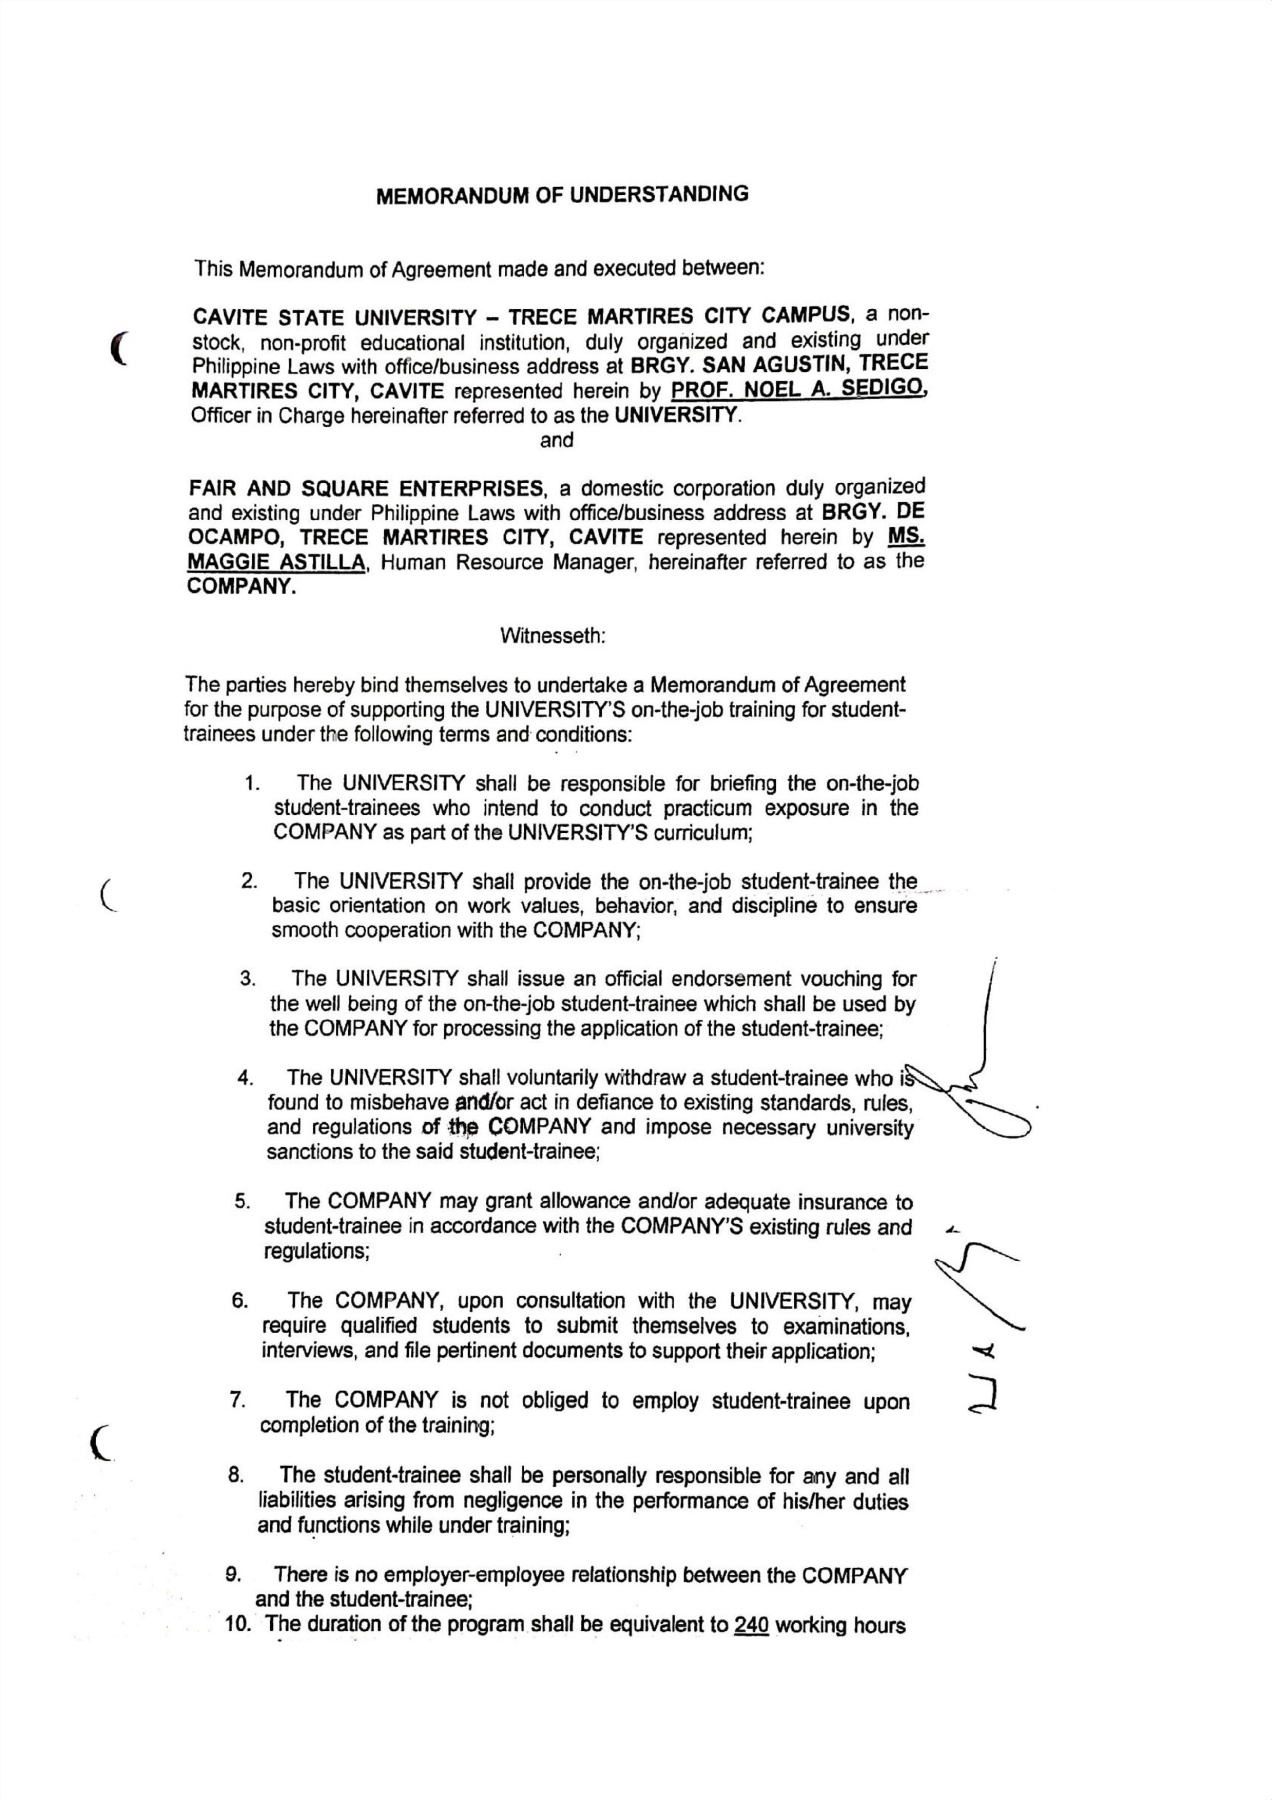 MEMORANDUM OF UNDERSTANDING
This Memorandum of Agreement made and executed between:
CAVITE STATE UNIVERSITY – TRECE MARTIRES CITY CAMPUS, a non-
stock, non-profit educational institution, duly organized and existing under
Philippine Laws with office/business address at BRGY. SAN AGUSTIN, TRECE
MARTIRES CITY, CAVITE represented herein by PROF. NOEL A. SEDIGO,
Officer in Charge hereinafter referred to as the UNIVERSITY.
and
FAIR AND SQUARE ENTERPRISES, a domestic corporation duly organized
and existing under Philippine Laws with office/business address at BRGY. DE
OCAMPO, TRECE MARTIRES CITY, CAVITE represented herein by MS.
MAGGIE ASTILLA, Human Resource Manager, hereinafter referred to as the
COMPANY.
Witnesseth:
The parties hereby bind themselves to undertake a Memorandum of Agreement
for the purpose of supporting the UNIVERSITY'S on-the-job training for student-
trainees under the following terms and conditions:
1. The UNIVERSITY shall be responsible for briefing the on-the-job
student-trainees who intend to conduct practicum exposure in the
COMPANY as part of the UNIVERSITY'S curriculum;
2. The UNIVERSITY shall provide the on-the-job student-trainee the
basic orientation on work values, behavior, and discipline to ensure
smooth cooperation with the COMPANY;
3. The UNIVERSITY shall issue an official endorsement vouching for
the well being of the on-the-job student-trainee which shall be used by
the COMPANY for processing the application of the student-trainee;
4. The UNIVERSITY shall voluntarily withdraw a student-trainee who is
found to misbehave and/or act in defiance to existing standards, rules,
and regulations of the COMPANY and impose necessary university
sanctions to the said student-trainee;
5. The COMPANY may grant allowance and/or adequate insurance to
student-trainee in accordance with the COMPANY'S existing rules and
regulations;
6. The COMPANY, upon consultation with the UNIVERSITY, may
require qualified students to submit themselves to examinations,
interviews, and file pertinent documents to support their application;
7. The COMPANY is not obliged to employ student-trainee upon
completion of the training;
8. The student-trainee shall be personally responsible for any and all
liabilities arising from negligence in the performance of his/her duties
and functions while under training;
9. There is no employer-employee relationship between the COMPANY
and the student-trainee;
10. The duration of the program shall be equivalent to 240 working hours